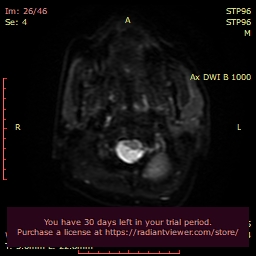 Im: 26/46
Se: 4
A
STP96
STP96
M
Ax DWI B 1000
R
L
You have 30 days left in your trial period.
Purchase a license at https://radiantviewer.com/store/